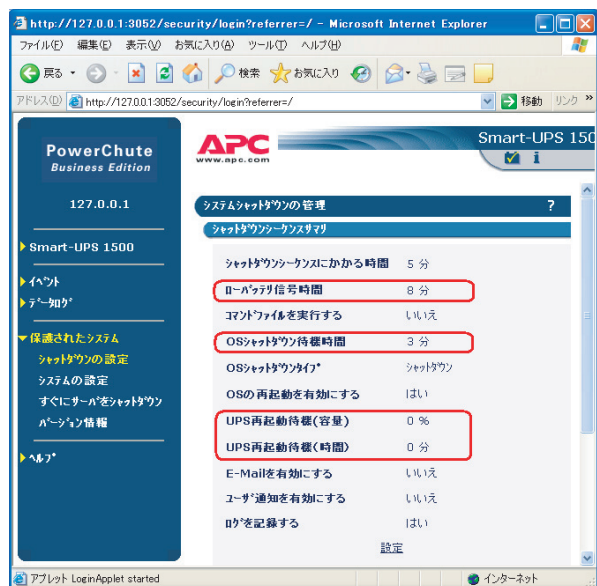 http://127.0.0.1:3052/security/login?referrer=/ - Microsoft Internet Explorer
ファイル(F) 編集(E) 表示(V) お気に入り(A) ツール(T) ヘルプ(H)
戻る 検索 お気に入り
アドレス(D) http://127.0.0.1:3052/security/login?referrer=/ 移動 リンク »
PowerChute
Business Edition
127.0.0.1
Smart-UPS 1500
ｲﾍﾞﾝﾄ
ﾃﾞｰﾀﾛｸﾞ
保護されたシステム
ｼｬｯﾄﾀﾞｳﾝの設定
ｼｽﾃﾑの設定
すぐにｻｰﾊﾞをｼｬｯﾄﾀﾞｳﾝ
ﾊﾞｰｼﾞｮﾝ情報
ﾍﾙﾌﾟ
APC
www.apc.com
Smart-UPS 150
i
ｼｽﾃﾑｼｬｯﾄﾀﾞｳﾝの管理 ?
ｼｬｯﾄﾀﾞｳﾝｼｰｹﾝｽｻﾏﾘ
ｼｬｯﾄﾀﾞｳﾝｼｰｹﾝｽにかかる時間 5 分
ﾛｰﾊﾞｯﾃﾘ信号時間 8 分
ｺﾏﾝﾄﾞﾌｧｲﾙを実行する いいえ
OSｼｬｯﾄﾀﾞｳﾝ待機時間 3 分
OSｼｬｯﾄﾀﾞｳﾝﾀｲﾌﾟ ｼｬｯﾄﾀﾞｳﾝ
OSの再起動を有効にする はい
UPS再起動待機(容量) 0 %
UPS再起動待機(時間) 0 分
E-Mailを有効にする いいえ
ﾕｰｻﾞ通知を有効にする いいえ
ﾛｸﾞを記録する はい
設定
アプレット LoginApplet started インターネット